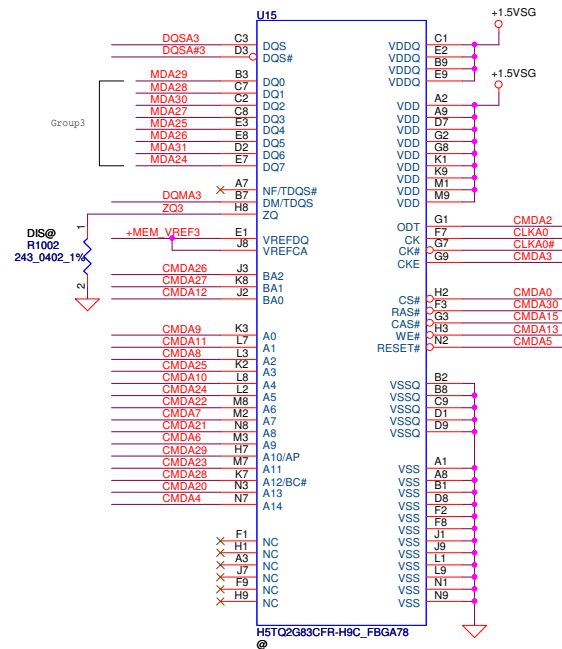 U15
+1.5VSG
DQSA3 C3 DQS VDDQ C1
DQSA#3 D3 DQS# VDDQ E2
VDDQ B9
MDA29 B3 DQ0 VDDQ E9
+1.5VSG
MDA28 C7 DQ1
MDA30 C2 DQ2 VDD A2
MDA27 C8 DQ3 VDD A9
Group3
MDA25 E3 DQ4 VDD D7
MDA26 E8 DQ5 VDD G2
MDA31 D2 DQ6 VDD G8
MDA24 E7 DQ7 VDD K1
VDD K9
A7 NF/TDQS# VDD M1
DQMA3 B7 DM/TDQS VDD M9
ZQ3 H8 ZQ
ODT G1 CMDA2
+MEM_VREF3 E1 VREFDQ CK F7 CLKA0
J8 VREFCA CK# G7 CLKA0#
CKE G9 CMDA3
1
DIS@
R1002
243_0402_1%
2
CMDA26 J3 BA2
CMDA27 K8 BA1 CS# H2 CMDA0
CMDA12 J2 BA0 RAS# F3 CMDA30
CAS# G3 CMDA15
WE# H3 CMDA13
CMDA9 K3 A0 RESET# N2 CMDA5
CMDA11 L7 A1
CMDA8 L3 A2
CMDA25 K2 A3
CMDA10 L8 A4 VSSQ B2
CMDA24 L2 A5 VSSQ B8
CMDA22 M8 A6 VSSQ C9
CMDA7 M2 A7 VSSQ D1
CMDA21 N8 A8 VSSQ D9
CMDA6 M3 A9
CMDA29 H7 A10/AP
CMDA23 M7 A11 VSS A1
CMDA28 K7 A12/BC# VSS A8
CMDA20 N3 A13 VSS B1
CMDA4 N7 A14 VSS D8
VSS F2
VSS F8
F1 NC VSS J1
H1 NC VSS J9
A3 NC VSS L1
J7 NC VSS L9
F9 NC VSS N1
H9 NC VSS N9
H5TQ2G83CFR-H9C_FBGA78
@